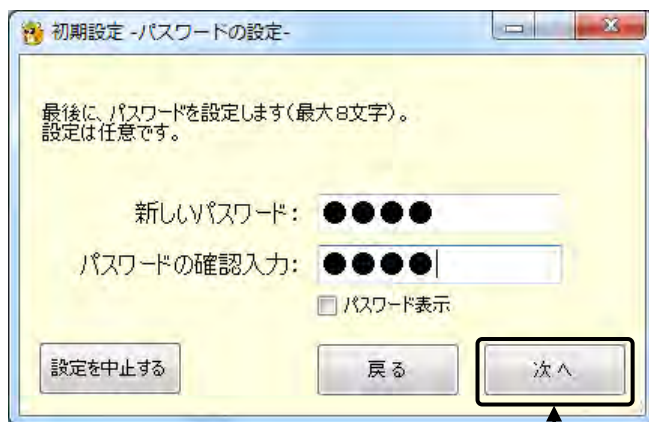 初期設定 -パスワードの設定-
最後に、パスワードを設定します(最大8文字)。
設定は任意です。
新しいパスワード: ●●●●
パスワードの確認入力: ●●●●
パスワード表示
設定を中止する 戻る 次へ